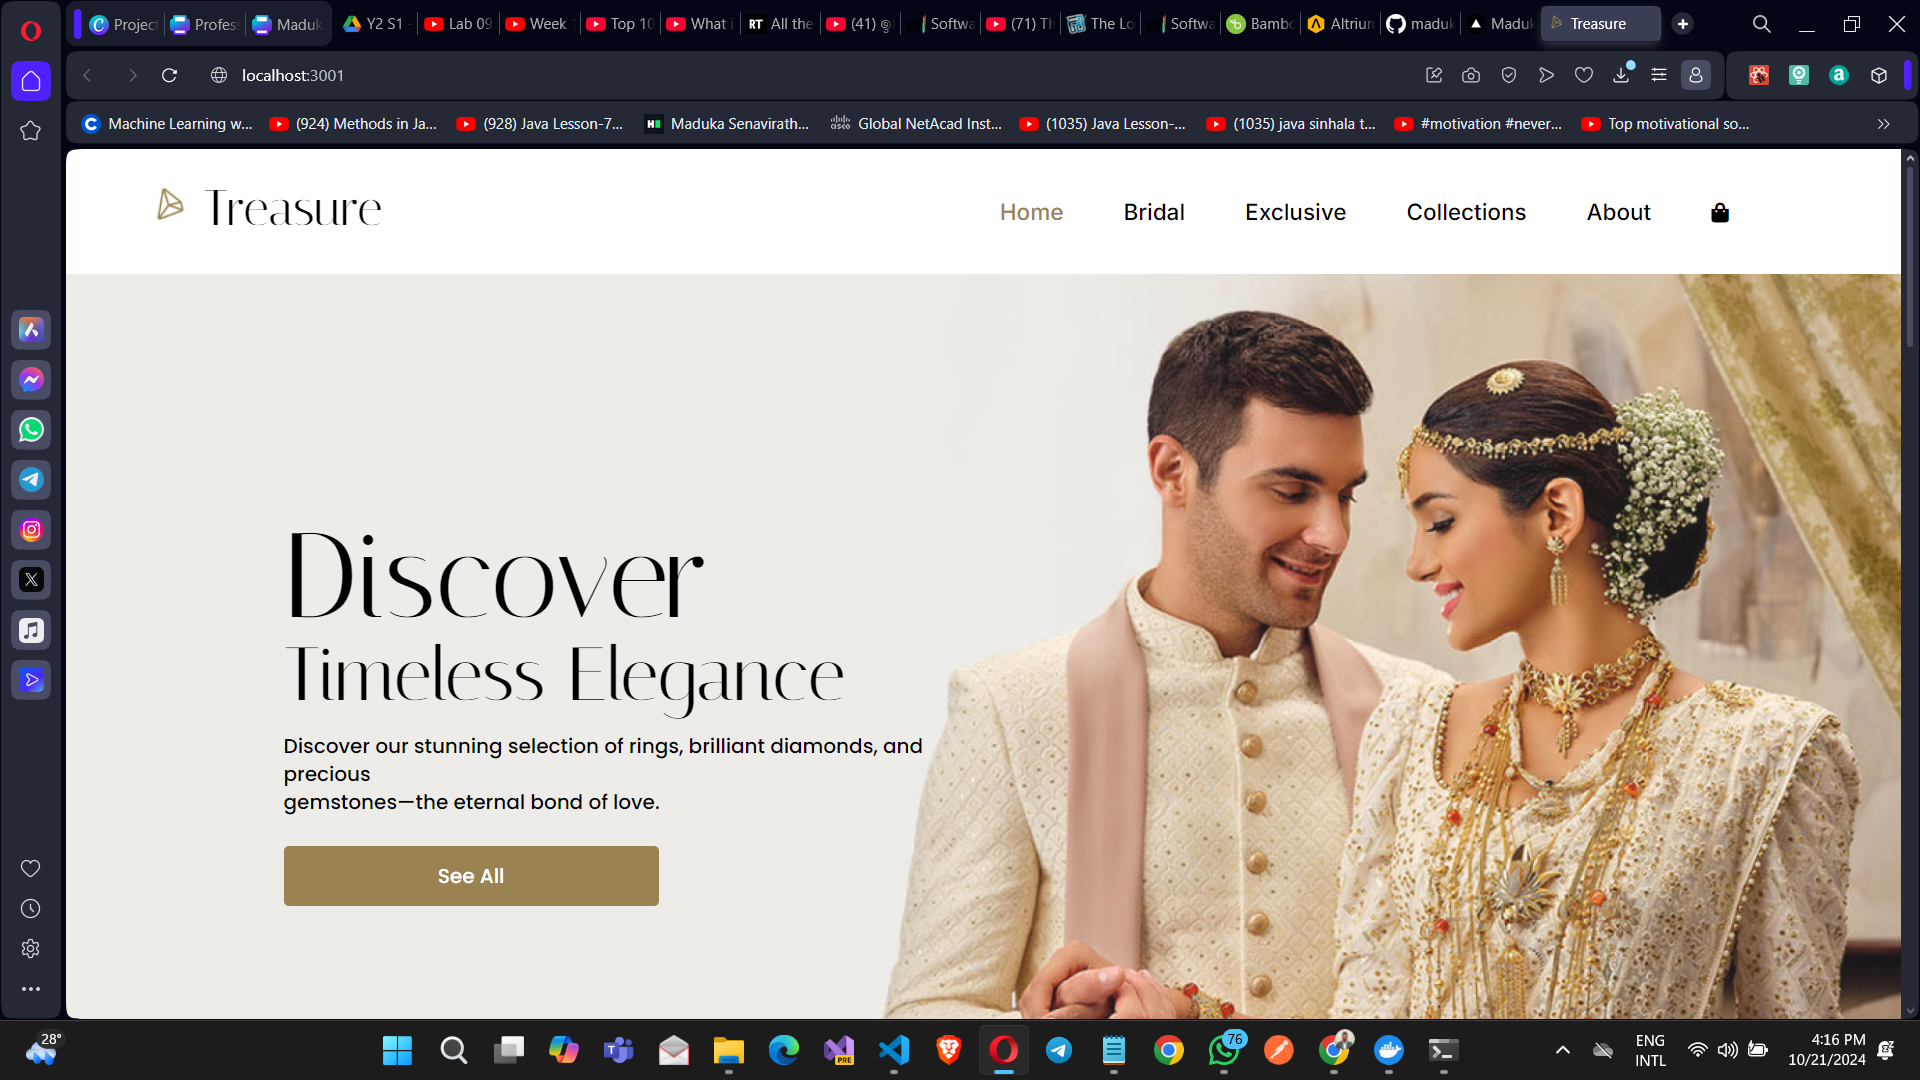 Project
Profess
Maduk
Y2 S1 -
Lab 09
Week
Top 10
What i
RT All the
(41)
Softwa
(71) Th
The Lo
Softwa
Bambo
Altrium
maduk
Maduk
Treasure
localhost:3001
Machine Learning w...
(924) Methods in Ja...
(928) Java Lesson-7...
Maduka Senavirath...
Global NetAcad Inst...
(1035) Java Lesson-...
(1035) java sinhala t...
#motivation #never...
Top motivational so...
Treasure
Home
Bridal
Exclusive
Collections
About
Discover
Timeless Elegance
Discover our stunning selection of rings, brilliant diamonds, and
precious
gemstones—the eternal bond of love.
See All
28°
PRE
76
ENG
INTL
4:16 PM
10/21/2024